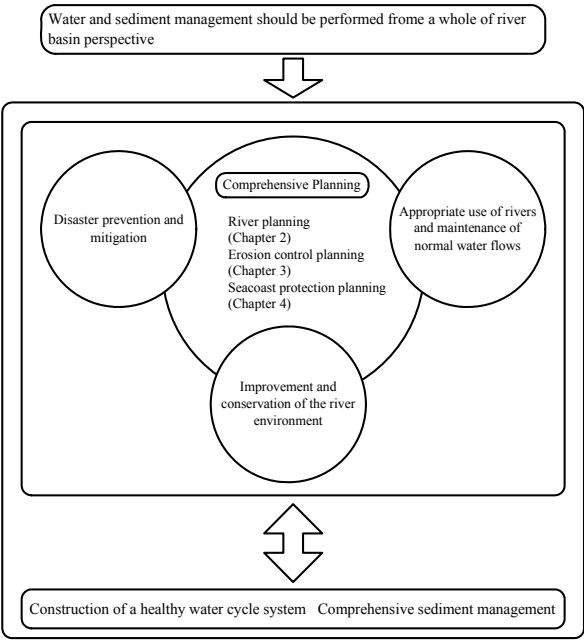 Water and sediment management should be performed frome a whole of river
basin perspective
Comprehensive Planning
Disaster prevention and
mitigation
River planning
(Chapter 2)
Erosion control planning
(Chapter 3)
Seacoast protection planning
(Chapter 4)
Appropriate use of rivers
and maintenance of
normal water flows
Improvement and
conservation of the river
environment
Construction of a healthy water cycle system Comprehensive sediment management